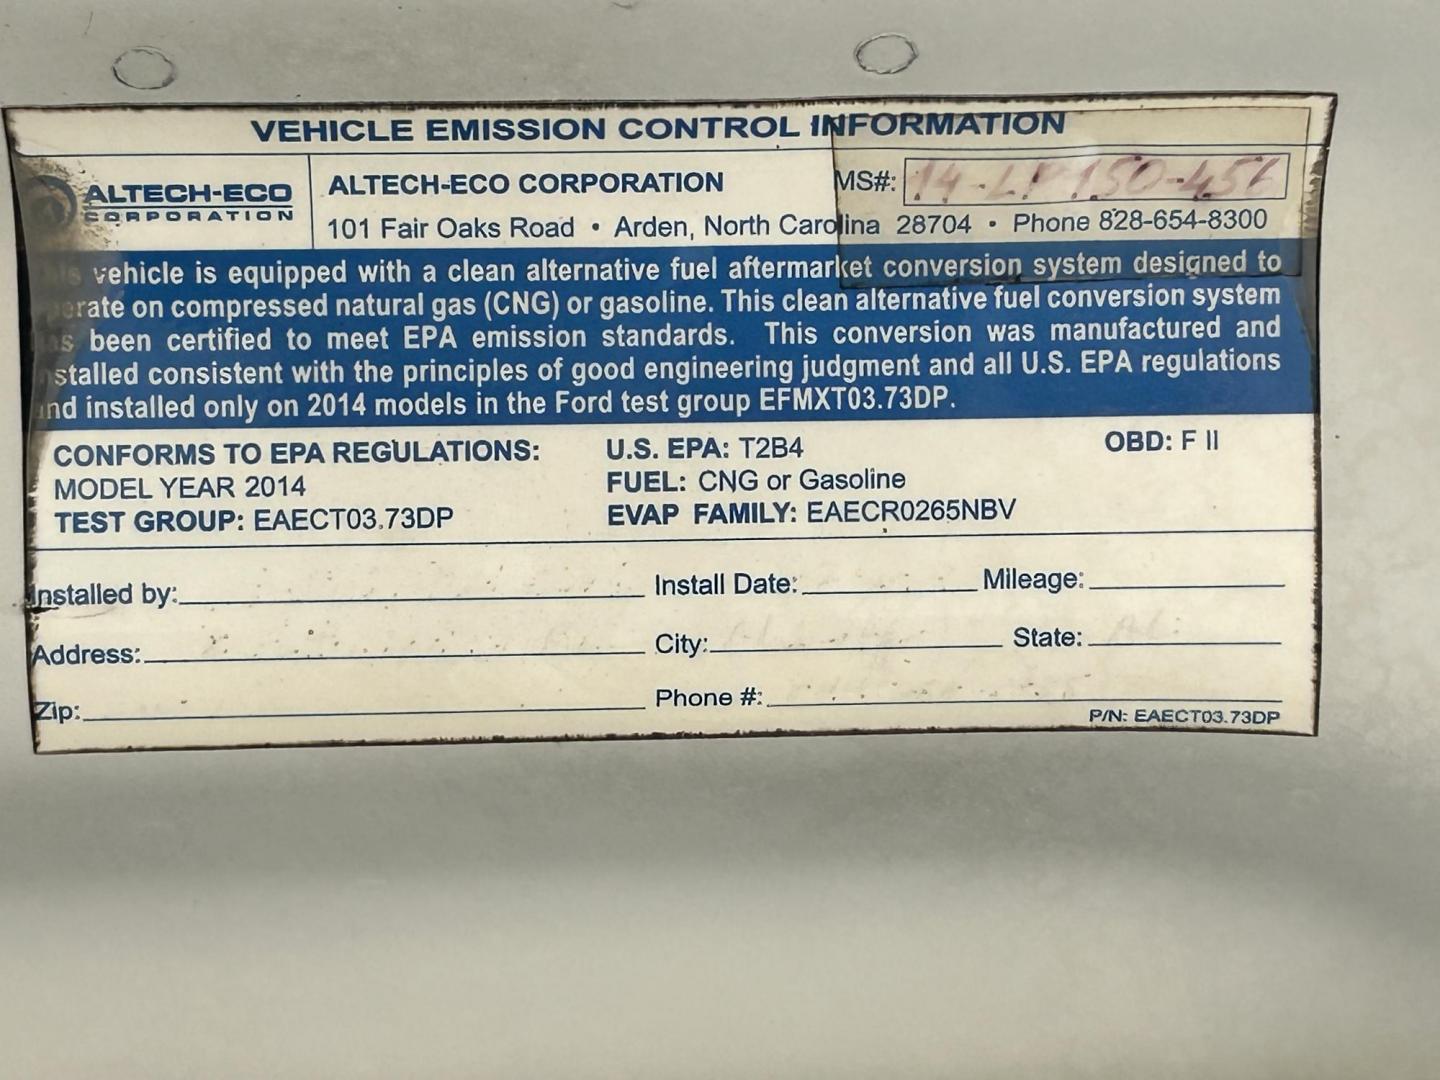 VEHICLE EMISSION CONTROL INFORMATION
ALTECH-ECO
CORPORATION
ALTECH-ECO CORPORATION
MS#:
101 Fair Oaks Road • Arden, North Carolina 28704 • Phone 828-654-8300
vehicle is equipped with a clean alternative fuel aftermarket conversion system designed to
erate on compressed natural gas (CNG) or gasoline. This clean alternative fuel conversion system
as been certified to meet EPA emission standards. This conversion was manufactured and
stalled consistent with the principles of good engineering judgment and all U.S. EPA regulations
and installed only on 2014 models in the Ford test group EFMXT03.73DP.
CONFORMS TO EPA REGULATIONS:
MODEL YEAR 2014
TEST GROUP: EAECT03.73DP
U.S. EPA: T2B4
FUEL: CNG or Gasoline
EVAP FAMILY: EAECR0265NBV
OBD: F II
Installed by: Install Date: Mileage:
Address: City: State:
Zip: Phone #:
P/N: EAECT03.73DP